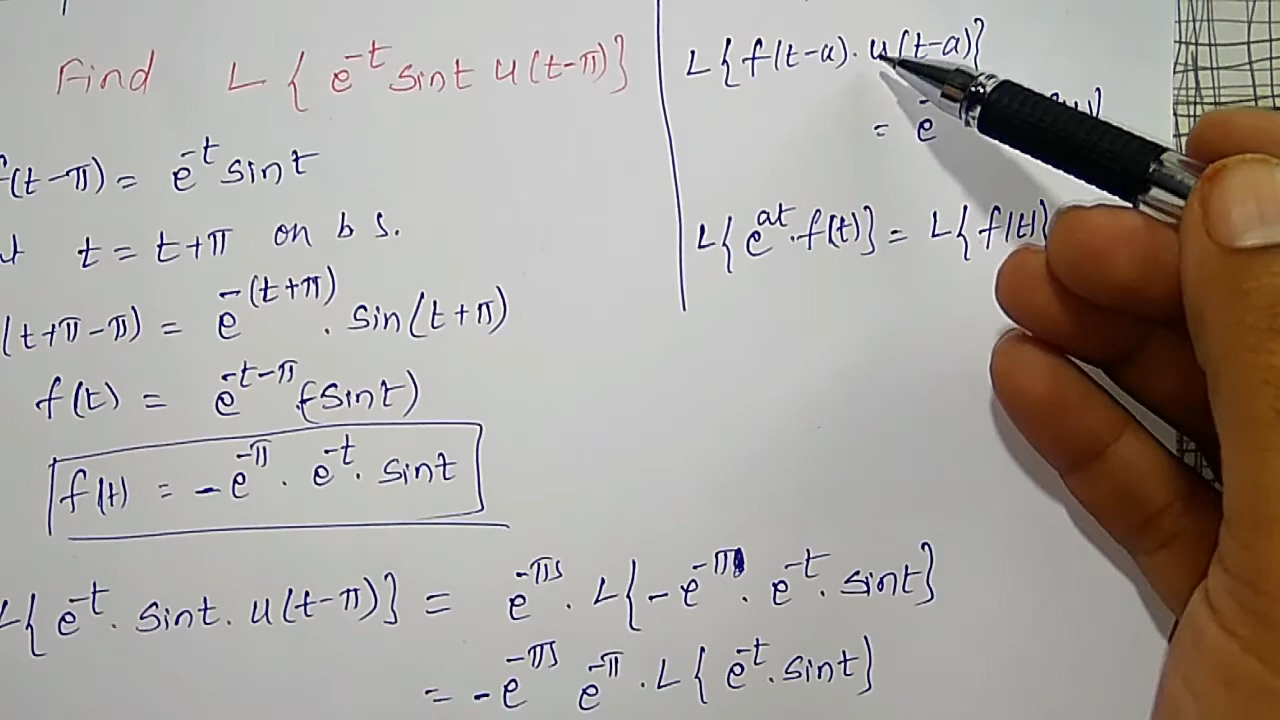 Find L{e^-t sint u(t-π)}
(t-π) = e^-t sint
t = t+π on b s.
(t+π-π) = e^-(t+π) . sin(t+π)
f(t) = e^-t-π (-sint)
f(t) = -e^-π . e^-t . sint
L{e^-t . sint . u(t-π)} = e^-πs . L{-e^-π . e^-t . sint}
= -e^-πs e^-π . L{e^-t . sint}
L{f(t-a) . u(t-a)}
= e^-
L{e^at . f(t)} = L{f(t)}